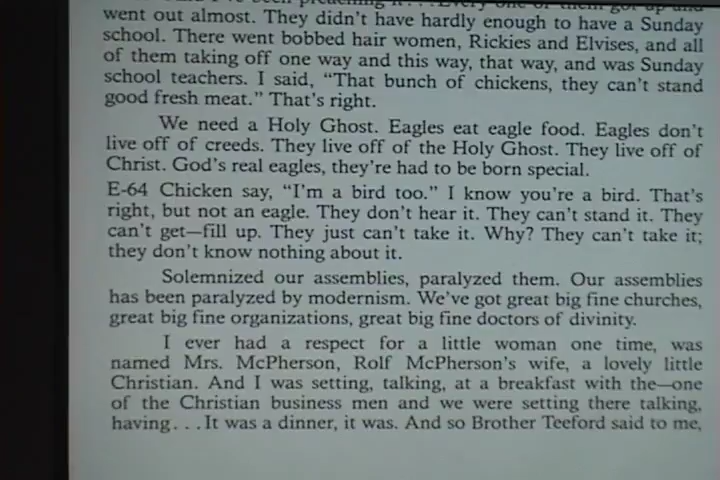 went out almost. They didn't have hardly enough to have a Sunday
school. There went bobbed hair women, Rickies and Elvises, and all
of them taking off one way and this way, that way, and was Sunday
school teachers. I said, "That bunch of chickens, they can't stand
good fresh meat." That's right.
We need a Holy Ghost. Eagles eat eagle food. Eagles don't
live off of creeds. They live off of the Holy Ghost. They live off of
Christ. God's real eagles, they're had to be born special.
E-64 Chicken say, "I'm a bird too." I know you're a bird. That's
right, but not an eagle. They don't hear it. They can't stand it. They
can't get—fill up. They just can't take it. Why? They can't take it;
they don't know nothing about it.
Solemnized our assemblies, paralyzed them. Our assemblies
has been paralyzed by modernism. We've got great big fine churches,
great big fine organizations, great big fine doctors of divinity.
I ever had a respect for a little woman one time, was
named Mrs. McPherson, Rolf McPherson's wife, a lovely little
Christian. And I was setting, talking, at a breakfast with the—one
of the Christian business men and we were setting there talking,
having. . .It was a dinner, it was. And so Brother Teeford said to me,